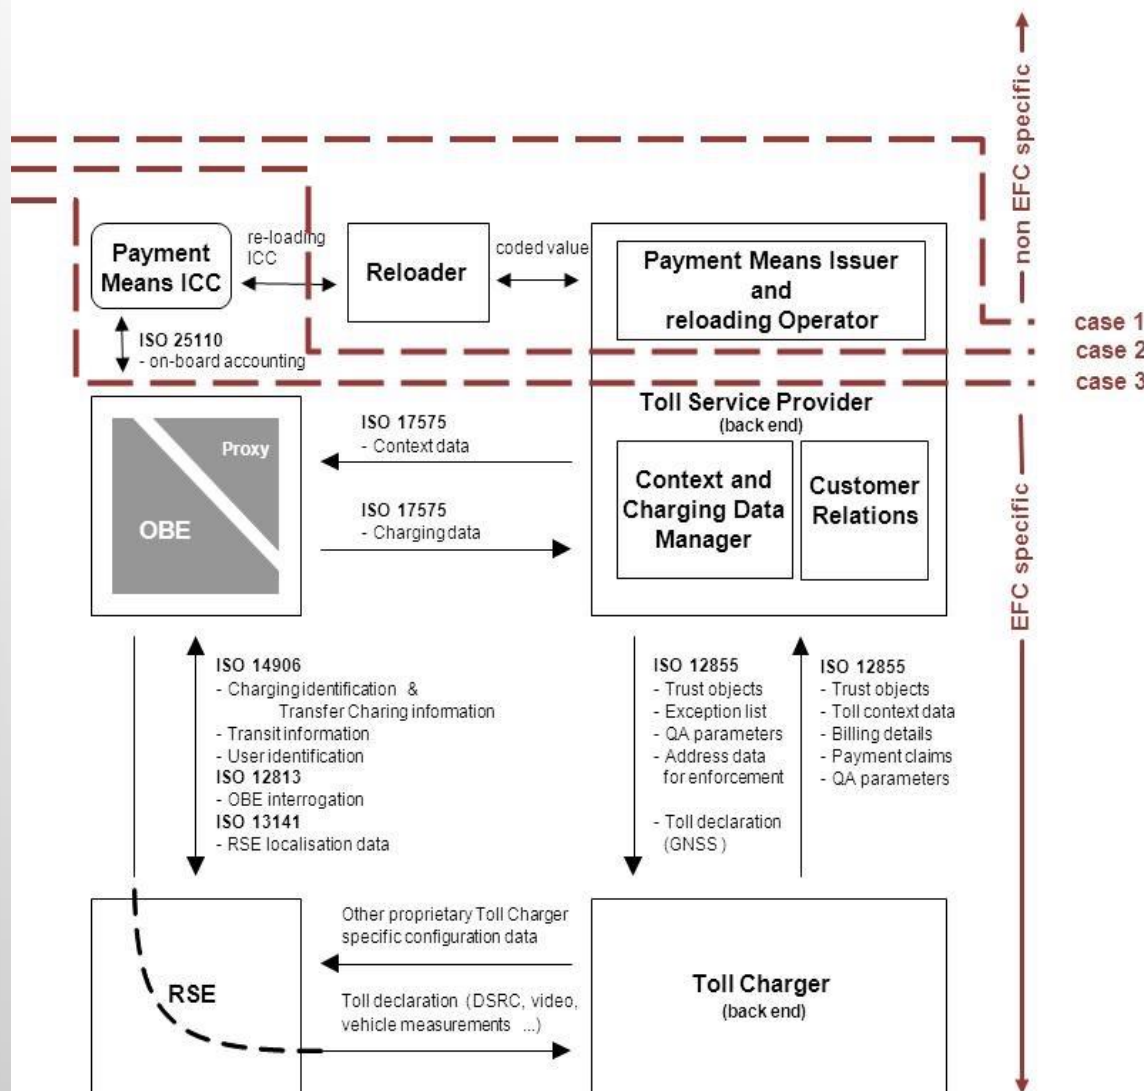 non EFC specific
Payment
Means ICC
re-loading
ICC
Reloader
coded value
Payment Means Issuer
and
reloading Operator
case 1
case 2
case 3
ISO 25110
- on-board accounting
Proxy
OBE
ISO 17575
- Context data
ISO 17575
- Charging data
Toll Service Provider
(back end)
Context and
Charging Data
Manager
Customer
Relations
EFC specific
ISO 14906
- Charging identification &
Transfer Charing information
- Transit information
- User identification
ISO 12813
- OBE interrogation
ISO 13141
- RSE localisation data
ISO 12855
- Trust objects
- Exception list
- QA parameters
- Address data
for enforcement
- Toll declaration
(GNSS )
ISO 12855
- Trust objects
- Toll context data
- Billing details
- Payment claims
- QA parameters
RSE
Other proprietary Toll Charger
specific configuration data
Toll declaration (DSRC, video,
vehicle measurements ...)
Toll Charger
(back end)